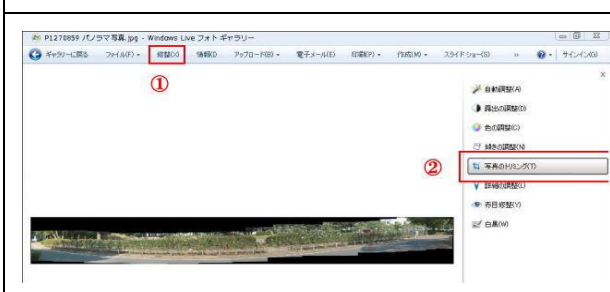 P1270859 パノラマ写真.jpg - Windows Live フォト ギャラリー
ギャラリーに戻る ファイル(F) 修整(X) 情報(I) アップロード(B) 電子メール(E) 印刷(P) 作成(M) スライド ショー(S) » サインイン(G)
①
自動調整(A)
露出の調整(D)
色の調整(C)
傾きの調整(N)
② 写真のトリミング(T)
詳細の調整(L)
赤目修整(Y)
白黒(W)